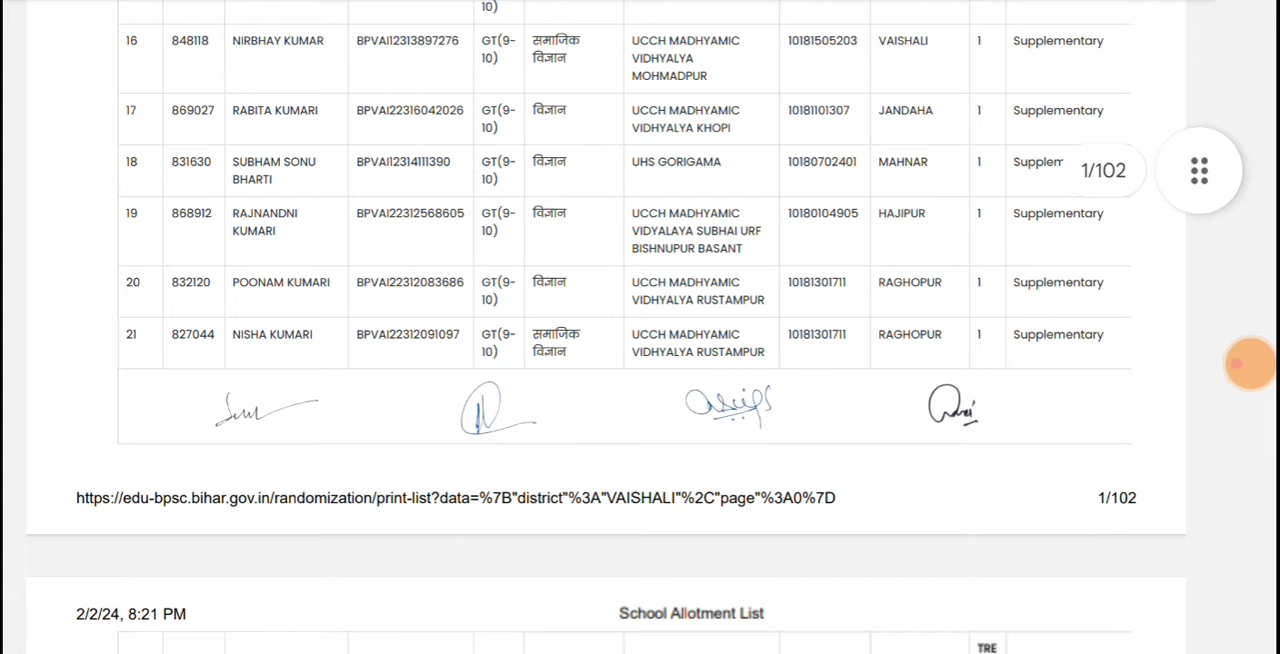 10)
16 848118 NIRBHAY KUMAR BPVAI12313897276 GT(9- समाजिक UCCH MADHYAMIC 10181505203 VAISHALI 1 Supplementary
10) विज्ञान VIDHYALYA
MOHMADPUR
17 869027 RABITA KUMARI BPVAI22316042026 GT(9- विज्ञान UCCH MADHYAMIC 10181101307 JANDAHA 1 Supplementary
10) VIDHYALYA KHOPI
18 831630 SUBHAM SONU BPVAI12314111390 GT(9- विज्ञान UHS GORIGAMA 10180702401 MAHNAR 1 Supplem 1/102
BHARTI 10)
19 868912 RAJNANDNI BPVAI22312568605 GT(9- विज्ञान UCCH MADHYAMIC 10180104905 HAJIPUR 1 Supplementary
KUMARI 10) VIDYALAYA SUBHAI URF
BISHNUPUR BASANT
20 832120 POONAM KUMARI BPVAI22312083686 GT(9- विज्ञान UCCH MADHYAMIC 10181301711 RAGHOPUR 1 Supplementary
10) VIDHYALYA RUSTAMPUR
21 827044 NISHA KUMARI BPVAI22312091097 GT(9- समाजिक UCCH MADHYAMIC 10181301711 RAGHOPUR 1 Supplementary
10) विज्ञान VIDHYALYA RUSTAMPUR
https://edu-bpsc.bihar.gov.in/randomization/print-list?data=%7B"district"%3A"VAISHALI"%2C"page"%3A0%7D 1/102
2/2/24, 8:21 PM School Allotment List
TRE